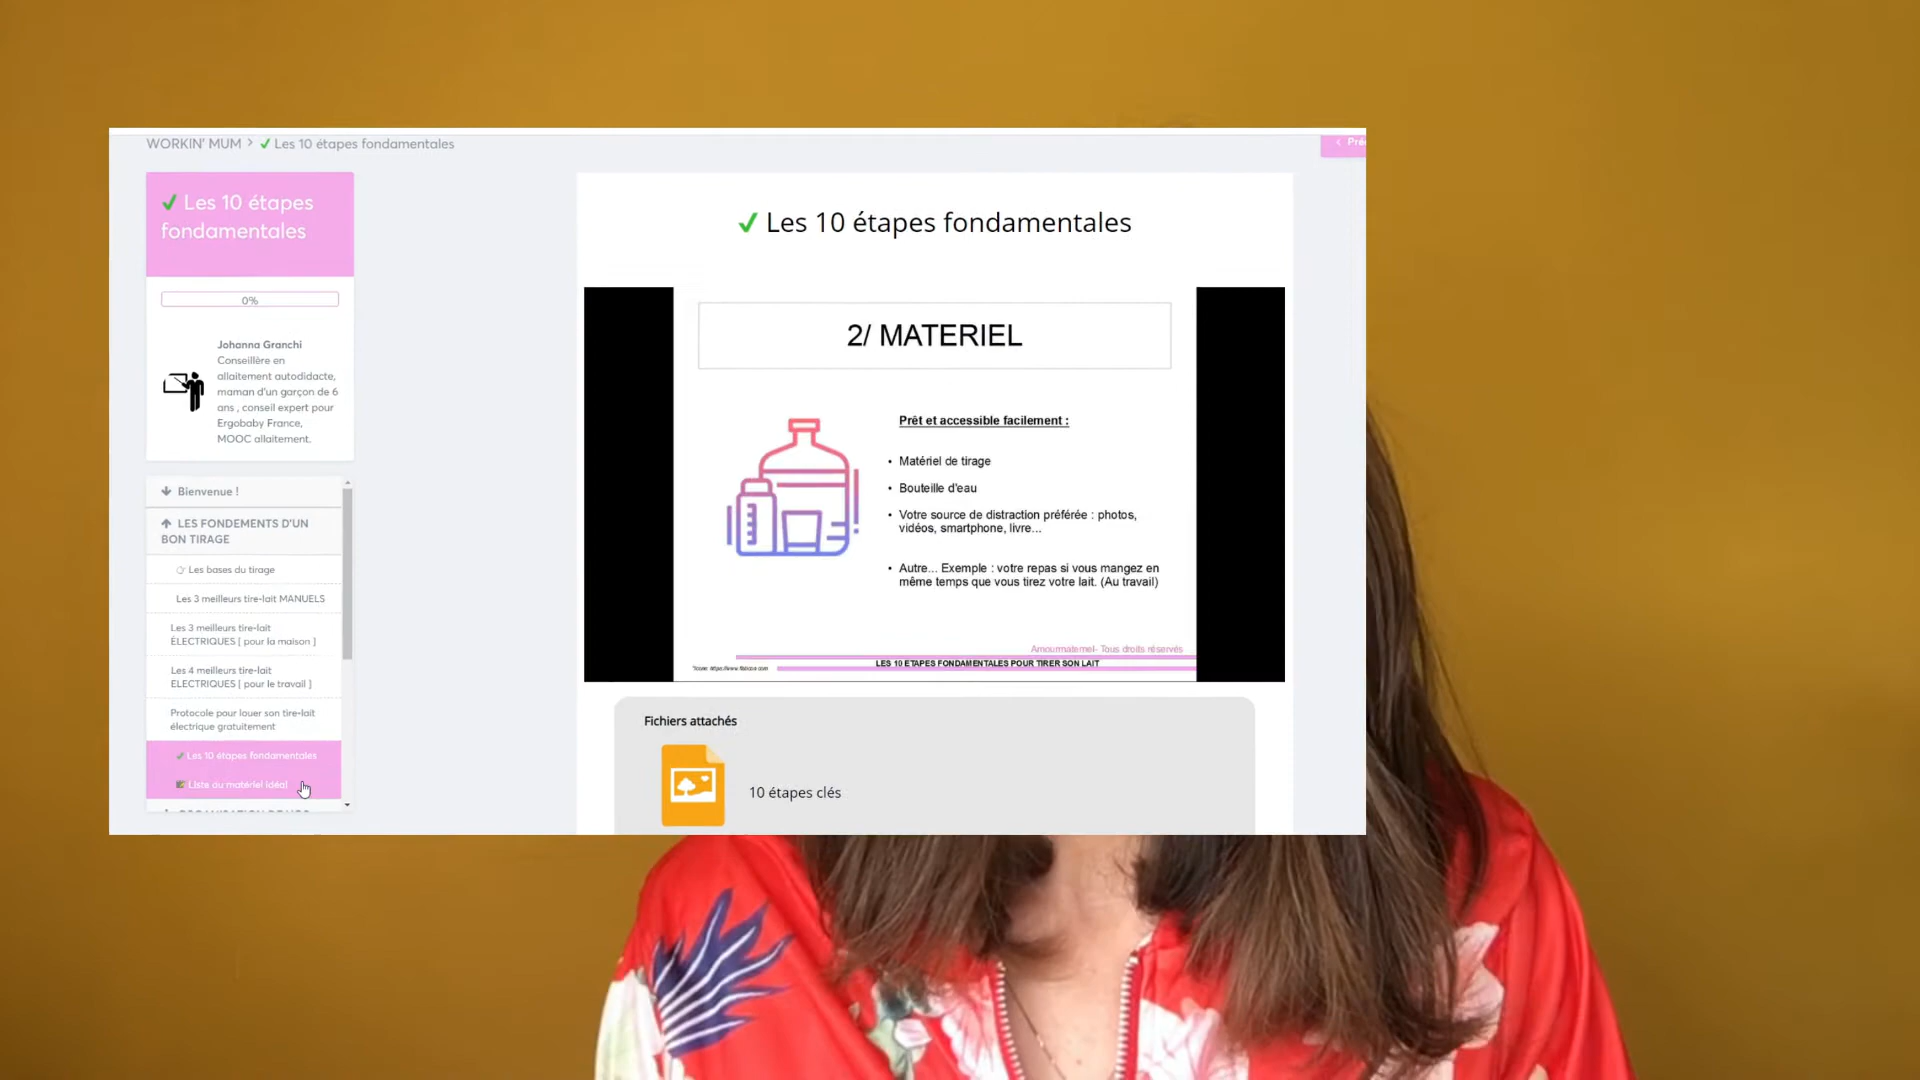 WORKIN' MUM > ✓ Les 10 étapes fondamentales
✓ Les 10 étapes
fondamentales
0%
Johanna Granchi
Conseillère en
allaitement autodidacte,
maman d'un garçon de 6
ans , conseil expert pour
Ergobaby France,
MOOC allaitement.
Bienvenue !
LES FONDEMENTS D'UN
BON TIRAGE
Les bases du tirage
Les 3 meilleurs tire-lait MANUELS
Les 3 meilleurs tire-lait
ÉLECTRIQUES [ pour la maison ]
Les 4 meilleurs tire-lait
ELECTRIQUES [ pour le travail ]
Protocole pour louer son tire-lait
électrique gratuitement
✓ Les 10 étapes fondamentales
Liste du matériel idéal
✓ Les 10 étapes fondamentales
2/ MATERIEL
Prêt et accessible facilement :
• Matériel de tirage
• Bouteille d'eau
• Votre source de distraction préférée : photos,
vidéos, smartphone, livre...
• Autre... Exemple : votre repas si vous mangez en
même temps que vous tirez votre lait. (Au travail)
Amourmaternel- Tous droits réservés
LES 10 ETAPES FONDAMENTALES POUR TIRER SON LAIT
Fichiers attachés
10 étapes clés